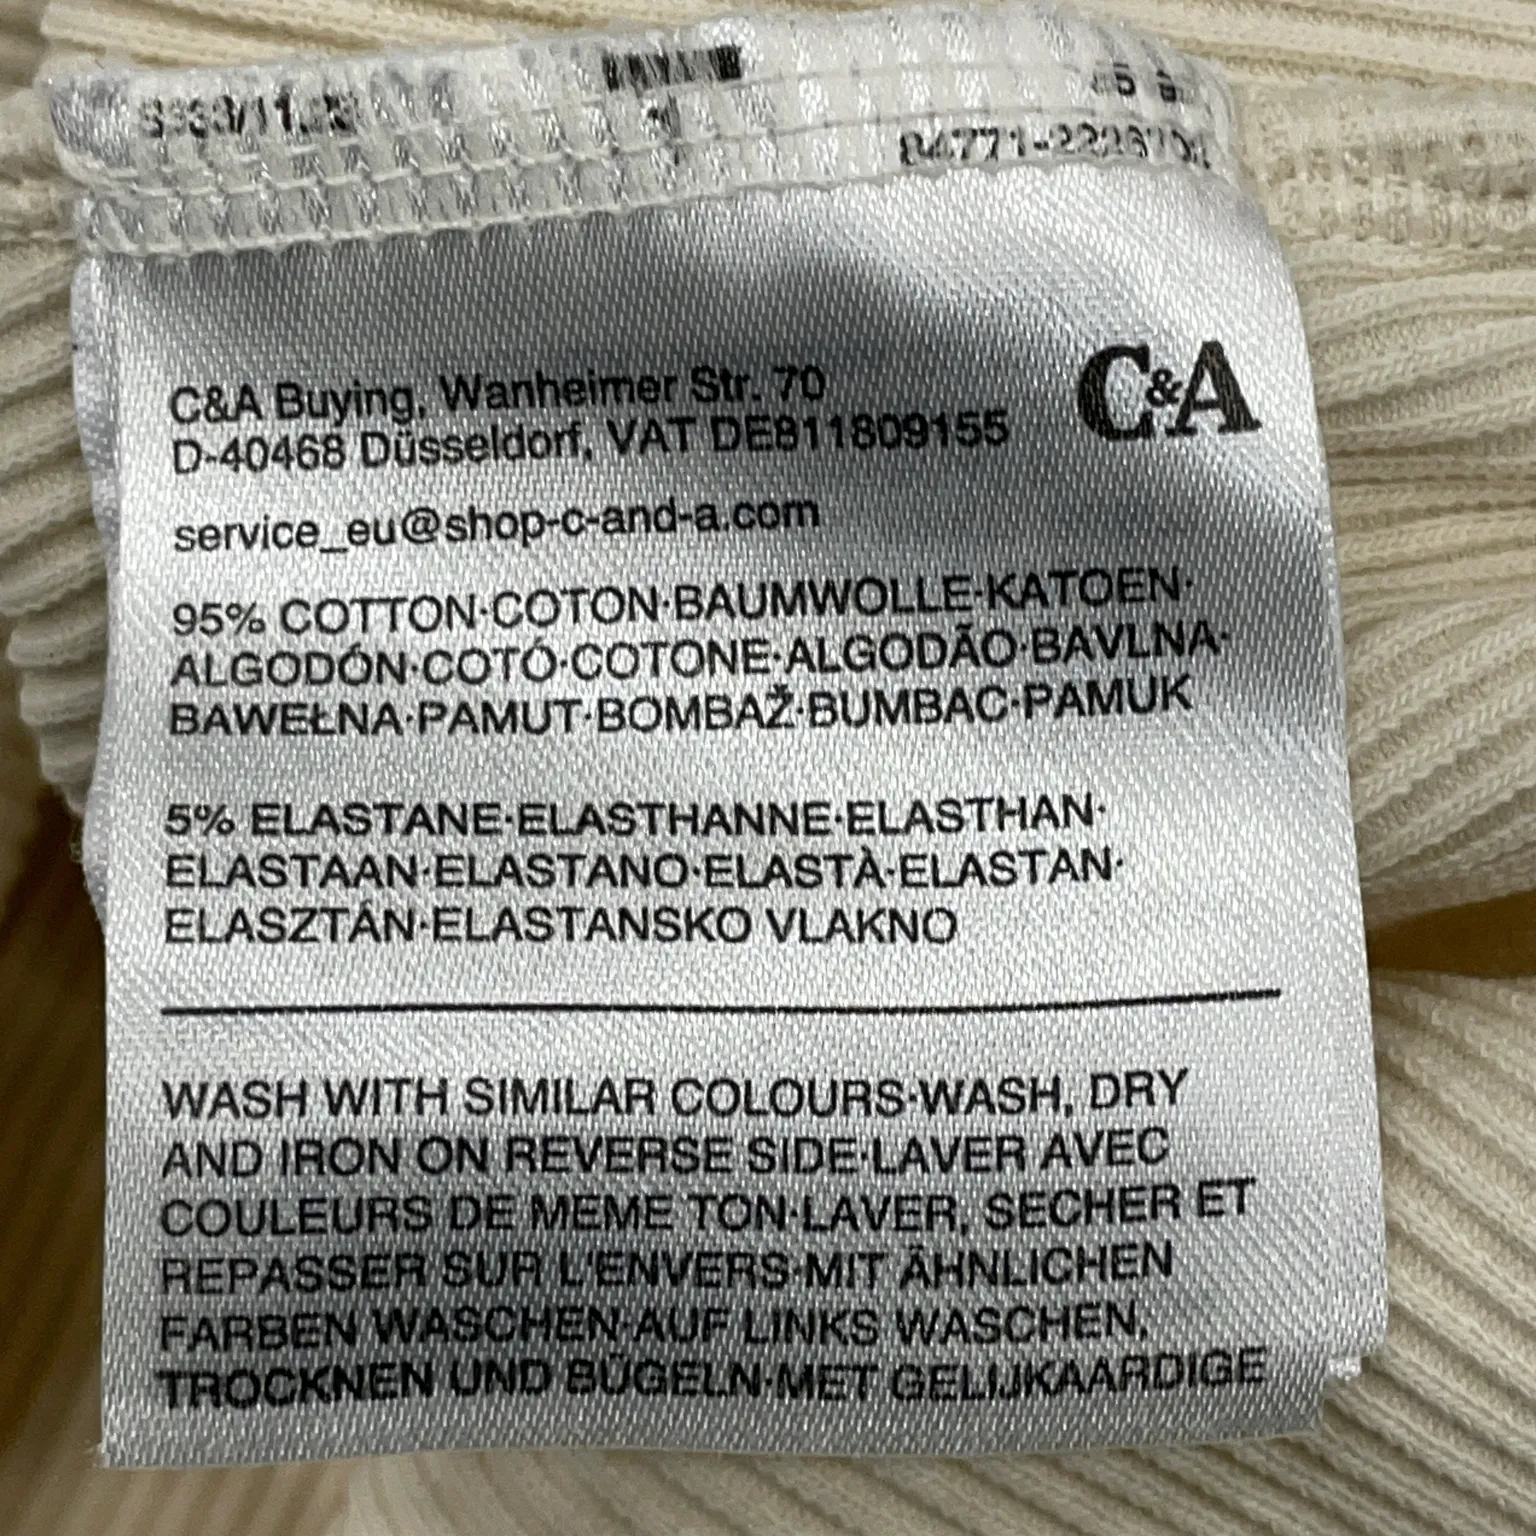 C&A
C&A Buying, Wanheimer Str. 70
D-40468 Düsseldorf, VAT DE811809155
service_eu@shop-c-and-a.com
95% COTTON·COTON·BAUMWOLLE·KATOEN·
ALGODÓN·COTÓ·COTONE·ALGODÃO·BAVLNA·
BAWEŁNA·PAMUT·BOMBAŽ·BUMBAC·PAMUK
5% ELASTANE·ELASTHANNE·ELASTHAN·
ELASTAAN·ELASTANO·ELASTÀ·ELASTAN·
ELASZTÁN·ELASTANSKO VLAKNO
WASH WITH SIMILAR COLOURS·WASH, DRY
AND IRON ON REVERSE SIDE·LAVER AVEC
COULEURS DE MEME TON·LAVER, SECHER ET
REPASSER SUR L'ENVERS·MIT ÄHNLICHEN
FARBEN WASCHEN·AUF LINKS WASCHEN,
TROCKNEN UND BÜGELN·MET GELIJKAARDIGE